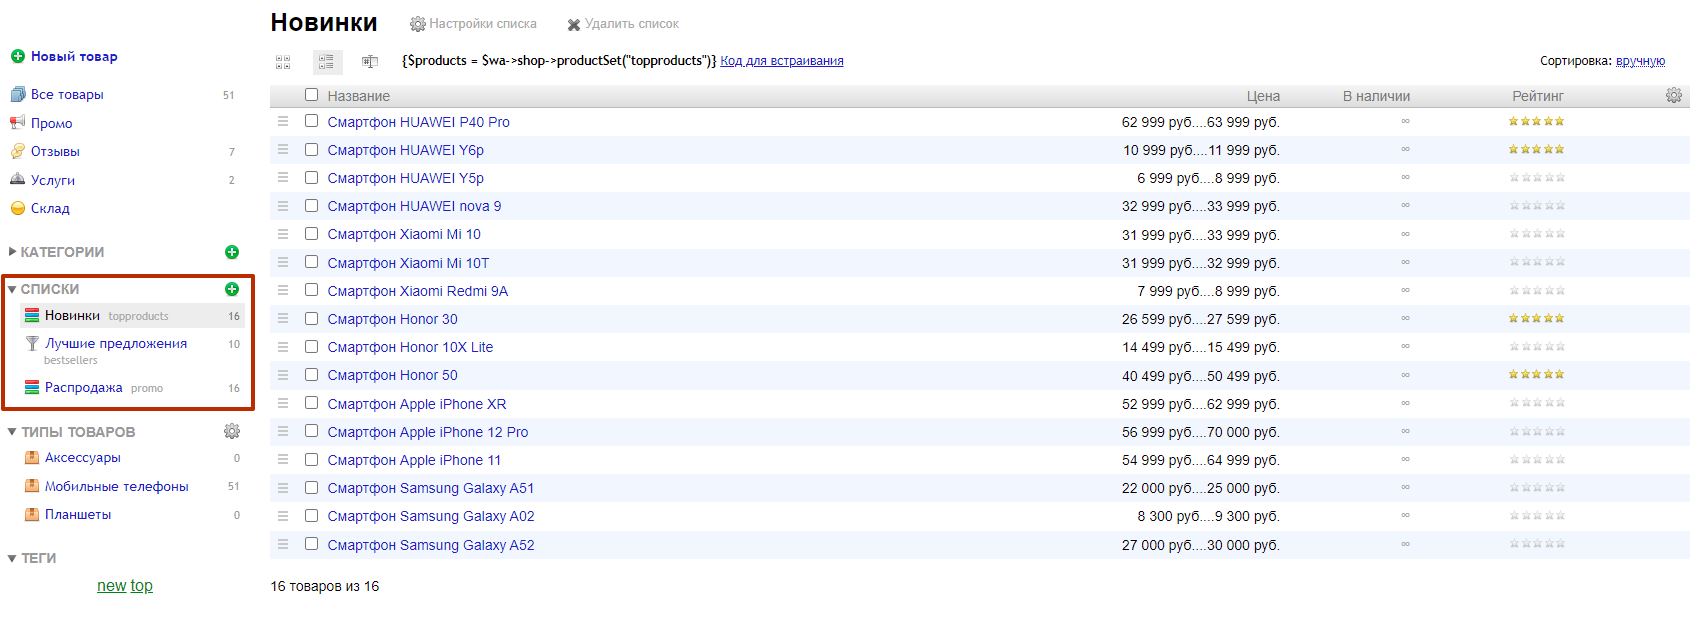 Новый товар
Все товары 51
Промо
Отзывы 7
Услуги 2
Склад
КАТЕГОРИИ
СПИСКИ
Новинки topproducts 16
Лучшие предложения 10
bestsellers
Распродажа promo 16
ТИПЫ ТОВАРОВ
Аксессуары 0
Мобильные телефоны 51
Планшеты 0
ТЕГИ
new top
Новинки Настройки списка Удалить список
{$products = $wa->shop->productSet("topproducts")} Код для встраивания Сортировка: вручную
Название Цена В наличии Рейтинг
Смартфон HUAWEI P40 Pro 62 999 руб....63 999 руб. ∞
Смартфон HUAWEI Y6p 10 999 руб....11 999 руб. ∞
Смартфон HUAWEI Y5p 6 999 руб....8 999 руб. ∞
Смартфон HUAWEI nova 9 32 999 руб....33 999 руб. ∞
Смартфон Xiaomi Mi 10 31 999 руб....33 999 руб. ∞
Смартфон Xiaomi Mi 10T 31 999 руб....32 999 руб. ∞
Смартфон Xiaomi Redmi 9A 7 999 руб....8 999 руб. ∞
Смартфон Honor 30 26 599 руб....27 599 руб. ∞
Смартфон Honor 10X Lite 14 499 руб....15 499 руб. ∞
Смартфон Honor 50 40 499 руб....50 499 руб. ∞
Смартфон Apple iPhone XR 52 999 руб....62 999 руб. ∞
Смартфон Apple iPhone 12 Pro 56 999 руб....70 000 руб. ∞
Смартфон Apple iPhone 11 54 999 руб....64 999 руб. ∞
Смартфон Samsung Galaxy A51 22 000 руб....25 000 руб. ∞
Смартфон Samsung Galaxy A02 8 300 руб....9 300 руб. ∞
Смартфон Samsung Galaxy A52 27 000 руб....30 000 руб. ∞
16 товаров из 16